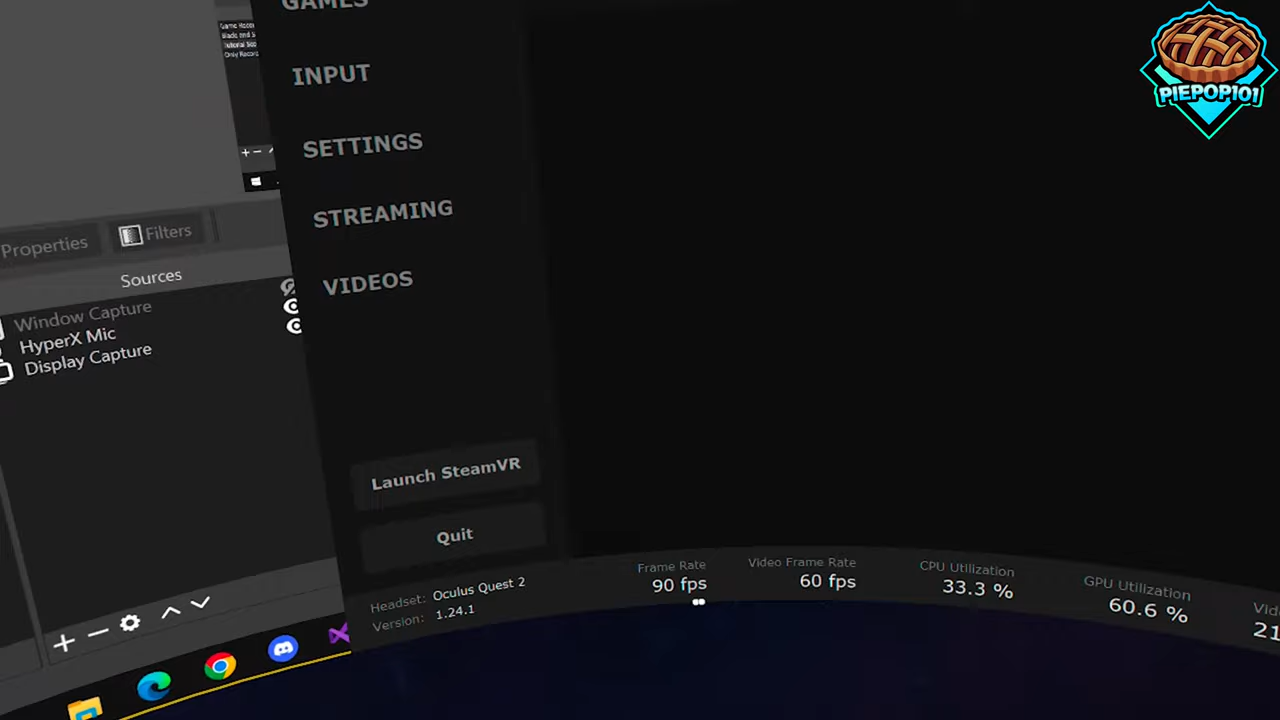 GAMES
INPUT
SETTINGS
STREAMING
VIDEOS
Launch SteamVR
Quit
Headset: Oculus Quest 2
Version: 1.24.1
Frame Rate
90 fps
Video Frame Rate
60 fps
CPU Utilization
33.3 %
GPU Utilization
60.6 %
Properties
Filters
Sources
Window Capture
HyperX Mic
Display Capture
PIEPOP101